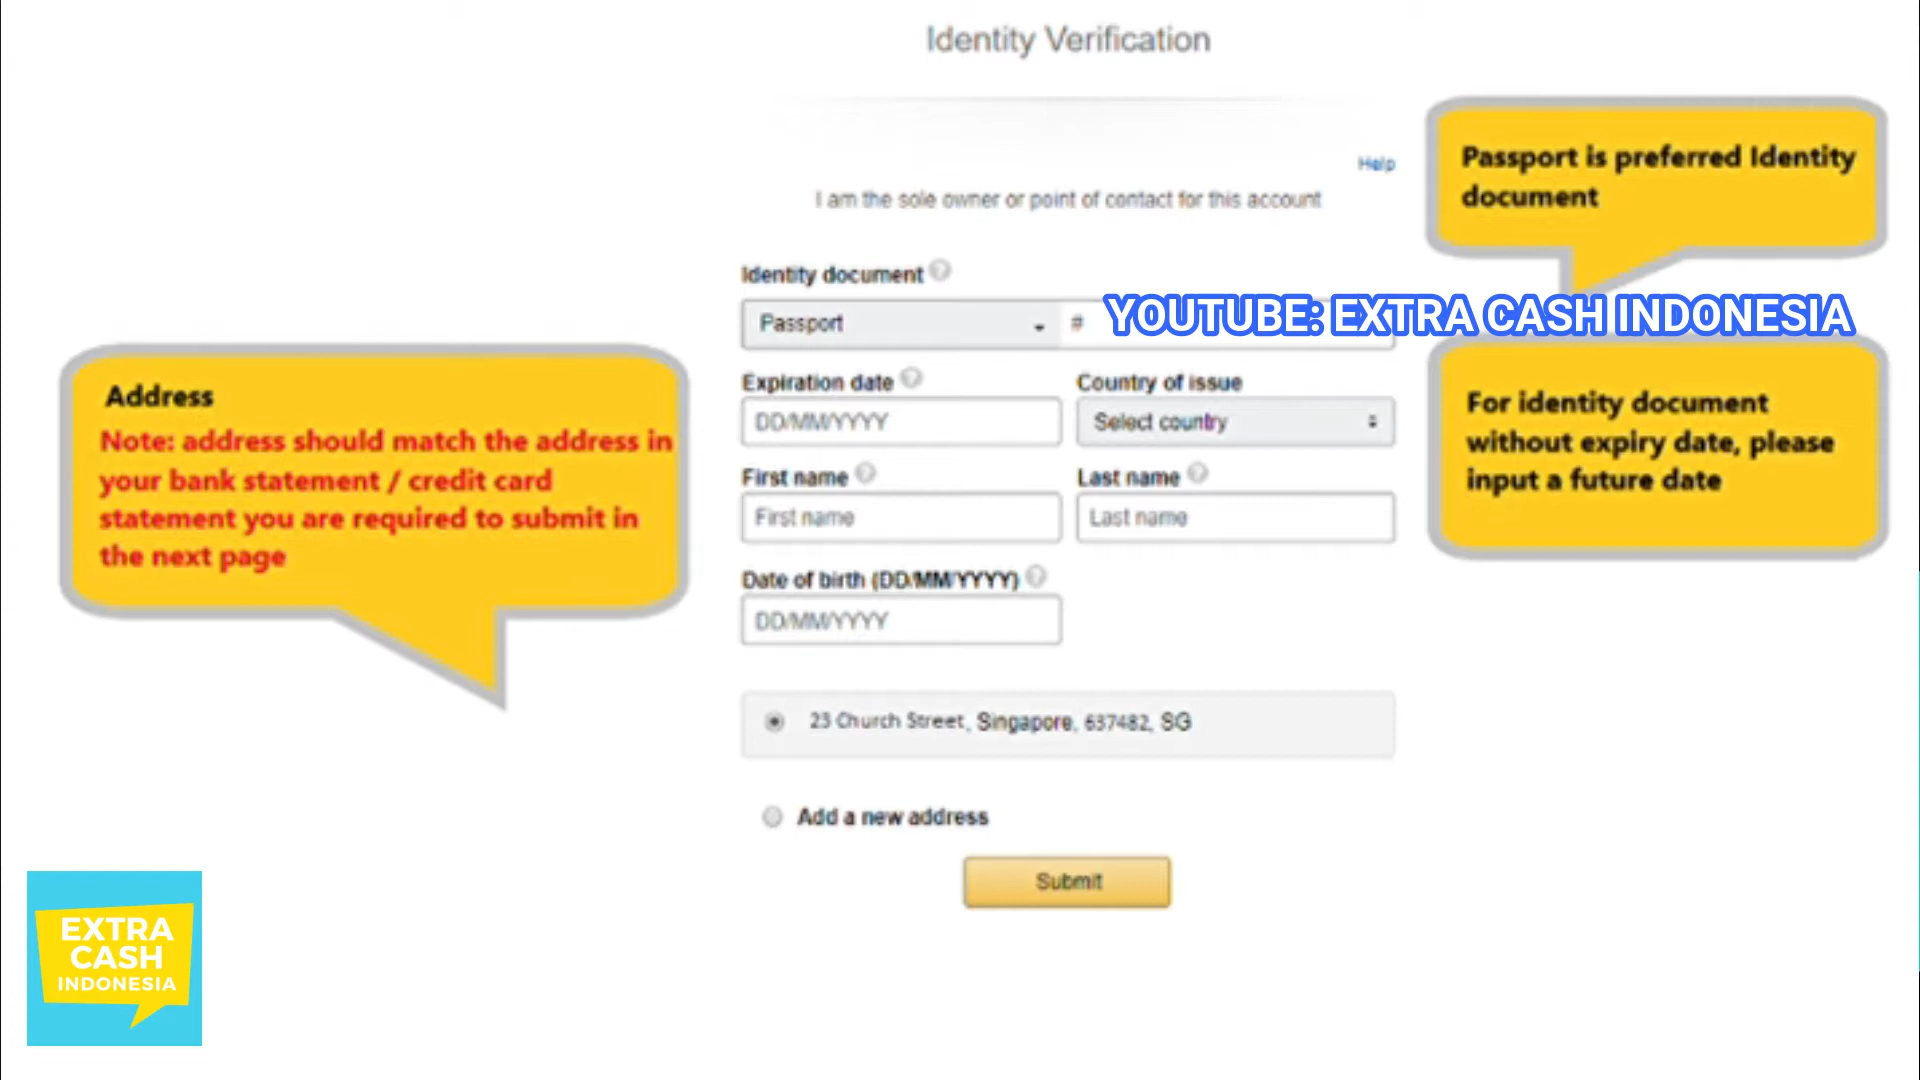 Identity Verification
Help
I am the sole owner or point of contact for this account
Passport is preferred Identity
document
Identity document
Passport
#
YOUTUBE: EXTRA CASH INDONESIA
Expiration date
Country of issue
DD/MM/YYYY
Select country
For identity document
without expiry date, please
input a future date
Address
Note: address should match the address in
your bank statement / credit card
statement you are required to submit in
the next page
First name
Last name
First name
Last name
Date of birth (DD/MM/YYYY)
DD/MM/YYYY
23 Church Street, Singapore, 637482, SG
Add a new address
Submit
EXTRA
CASH
INDONESIA